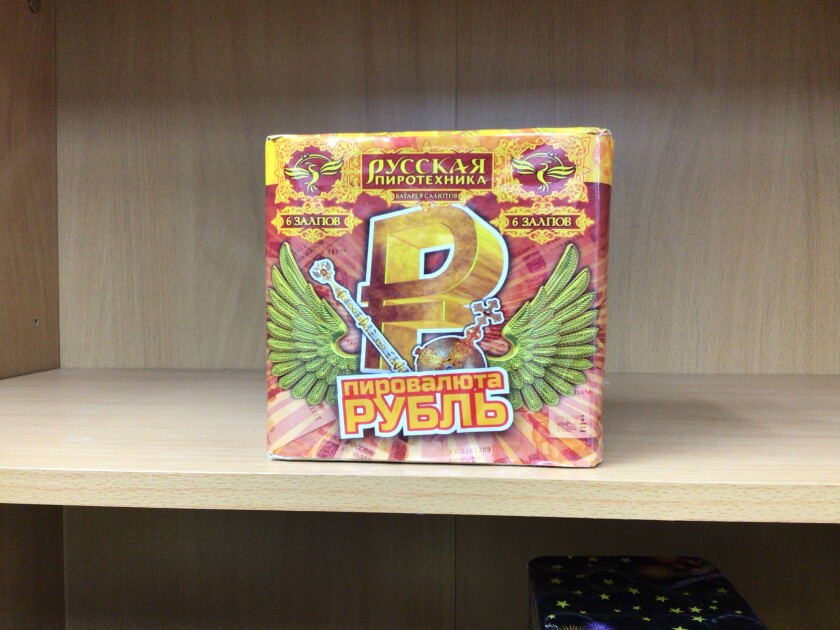 РУССКАЯ
ПИРОТЕХНИКА
БАТАРЕЯ САЛЮТОВ
6 ЗАЛПОВ
6 ЗАЛПОВ
ПИРОВАЛЮТА
РУБЛЬ